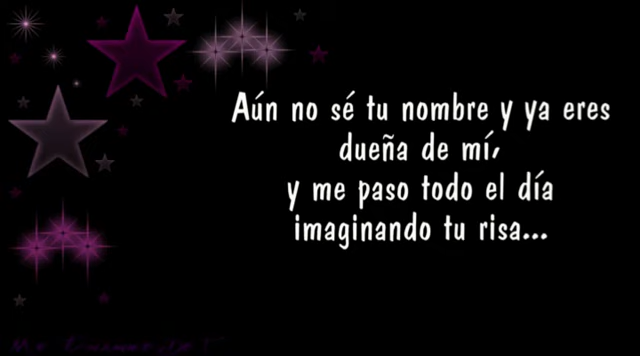 Aún no sé tu nombre y ya eres
dueña de mí,
y me paso todo el día
imaginando tu risa...